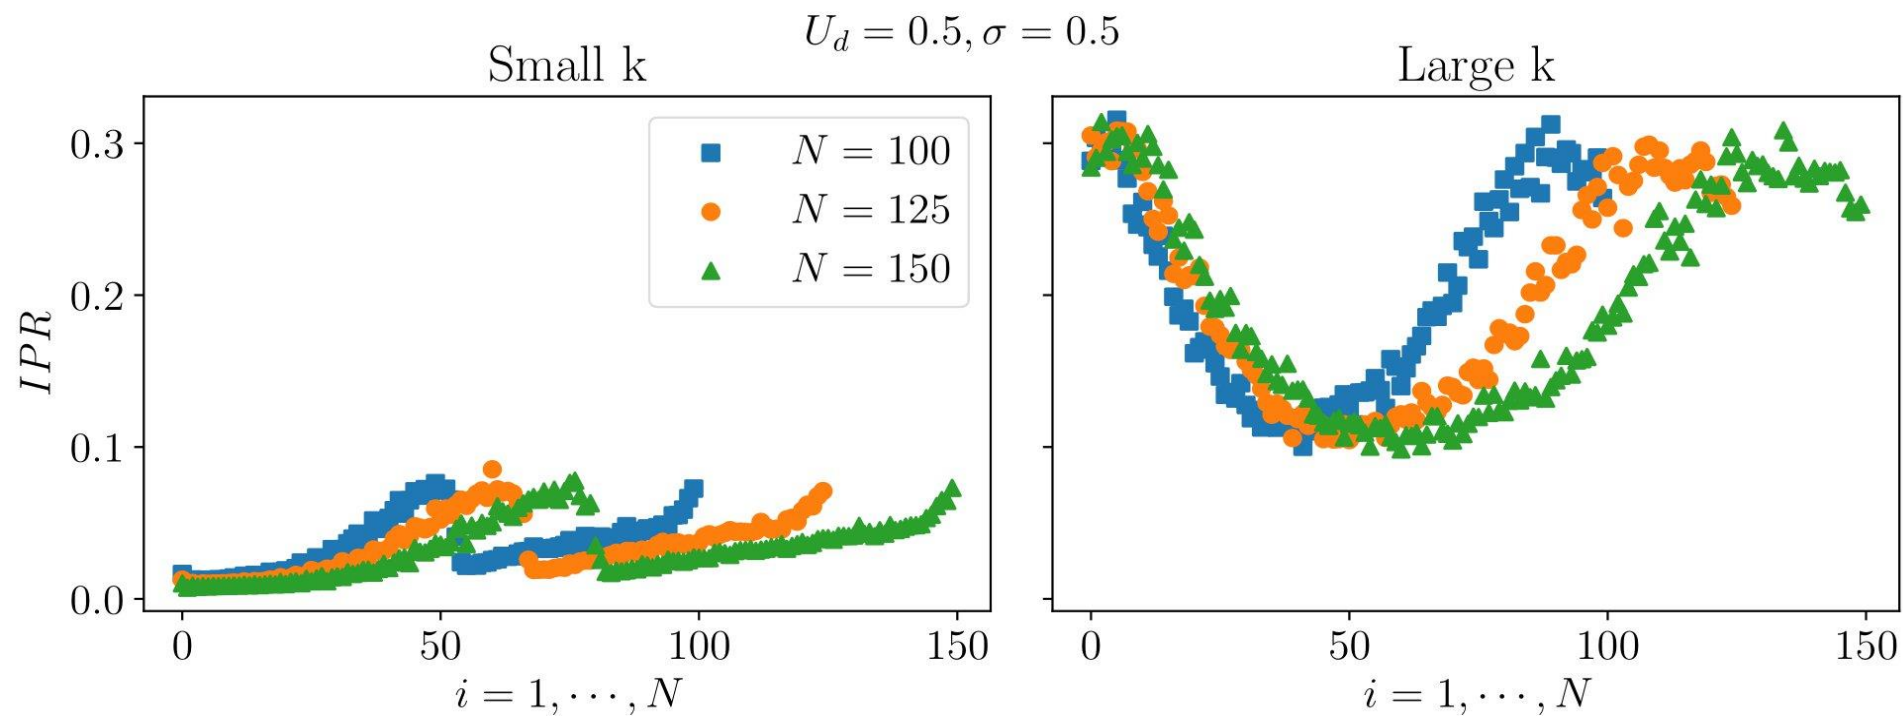 U_d = 0.5, σ = 0.5
Small k
Large k
IPR
0.3
0.2
0.1
0.0
N = 100
N = 125
N = 150
0 50 100 150
0 50 100 150
i = 1, ⋯, N
i = 1, ⋯, N